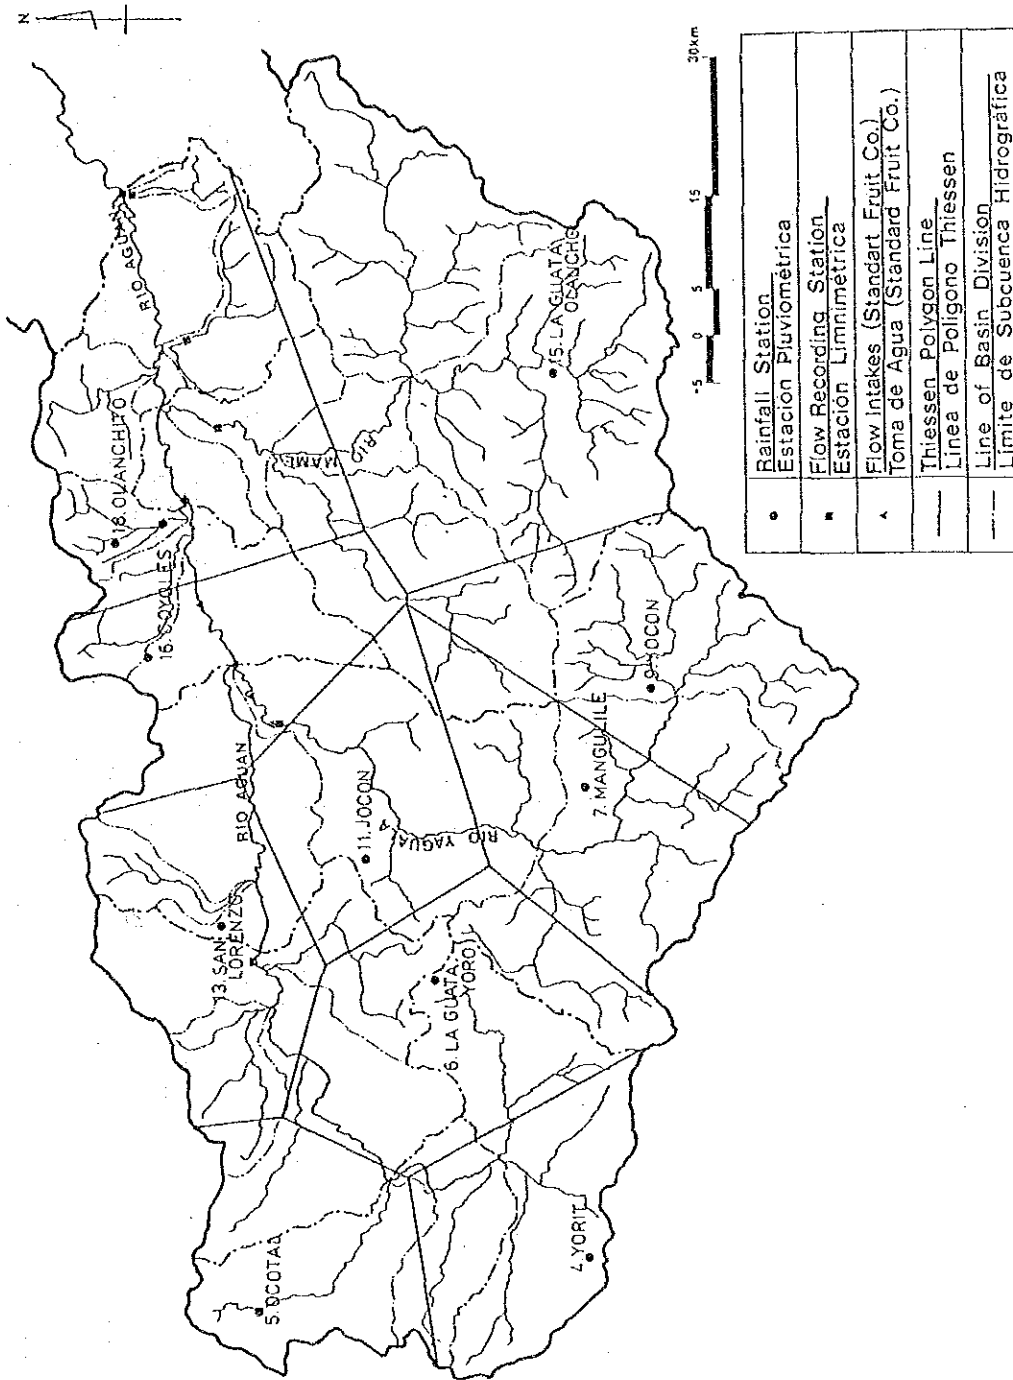 N
RIO AGUAN
18.OLANCHITO
16.COYOLES
MAME
RIO
15.LA GUATA
OLANCHO
13.SAN
LORENZO
RIO AGUAN
11.JOCON
RIO YAGUALA
7.MANGULILE
9.YOCON
6.LA GUATA
YORO)
5.OCOTAL
4.YORIT
-5 0 5 15 30km
Rainfall Station
Estación Pluviométrica
Flow Recording Station
Estación Limnimétrica
Flow Intakes (Standart Fruit Co.)
Toma de Agua (Standard Fruit Co.)
Thiessen Polygon Line
Linea de Poligono Thiessen
Line of Basin Division
Limite de Subcuenca Hidrográfica